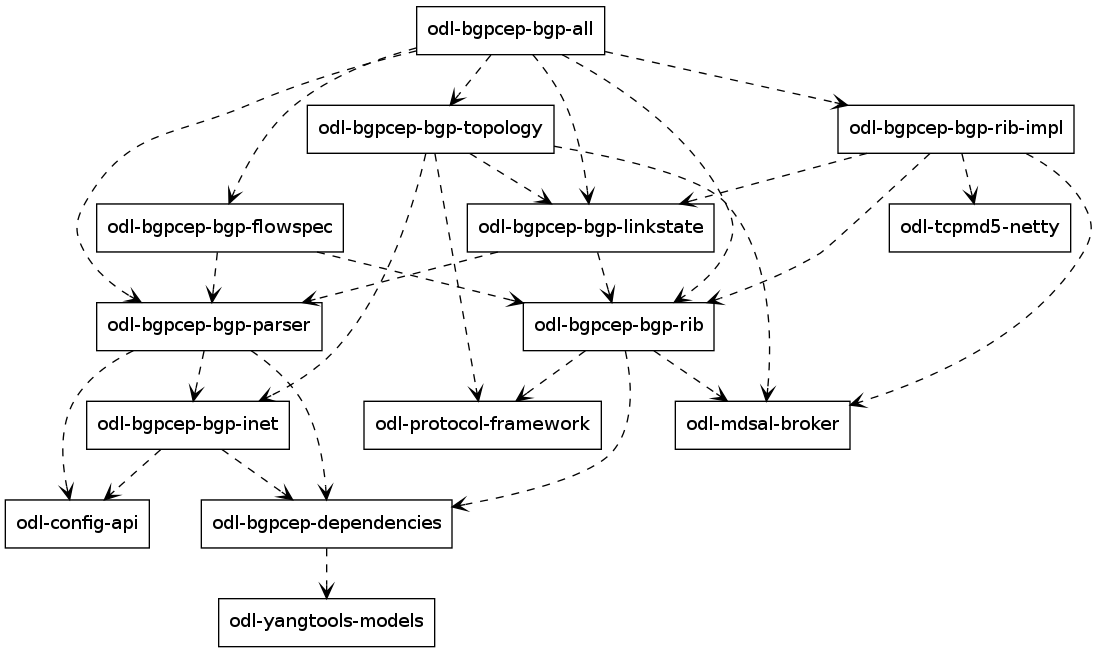 odl-bgpcep-bgp-all
odl-bgpcep-bgp-topology
odl-bgpcep-bgp-rib-impl
odl-bgpcep-bgp-flowspec
odl-bgpcep-bgp-linkstate
odl-tcpmd5-netty
odl-bgpcep-bgp-parser
odl-bgpcep-bgp-rib
odl-bgpcep-bgp-inet
odl-protocol-framework
odl-mdsal-broker
odl-config-api
odl-bgpcep-dependencies
odl-yangtools-models